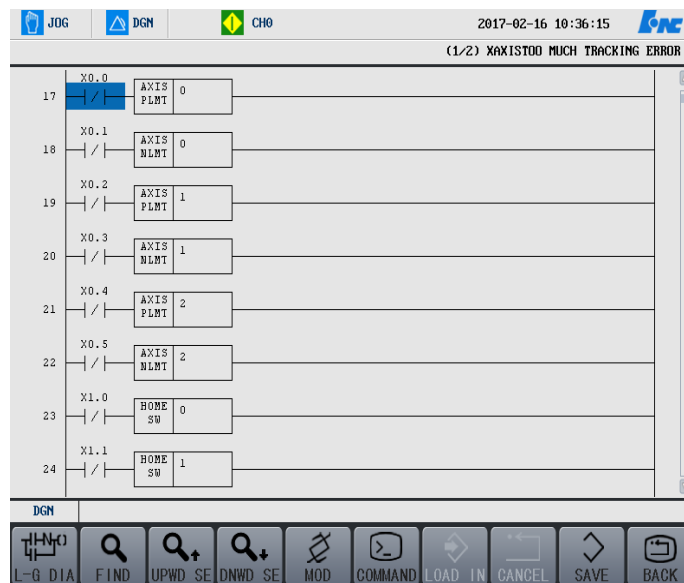 JOG DGN CH0 2017-02-16 10:36:15 HNC
(1/2) XAXISTOO MUCH TRACKING ERROR
X0.0
17 AXIS PLMT 0
X0.1
18 AXIS NLMT 0
X0.2
19 AXIS PLMT 1
X0.3
20 AXIS NLMT 1
X0.4
21 AXIS PLMT 2
X0.5
22 AXIS NLMT 2
X1.0
23 HOME SW 0
X1.1
24 HOME SW 1
DGN
L-G DIA FIND UPWD SE DNWD SE MOD COMMAND LOAD IN CANCEL SAVE BACK